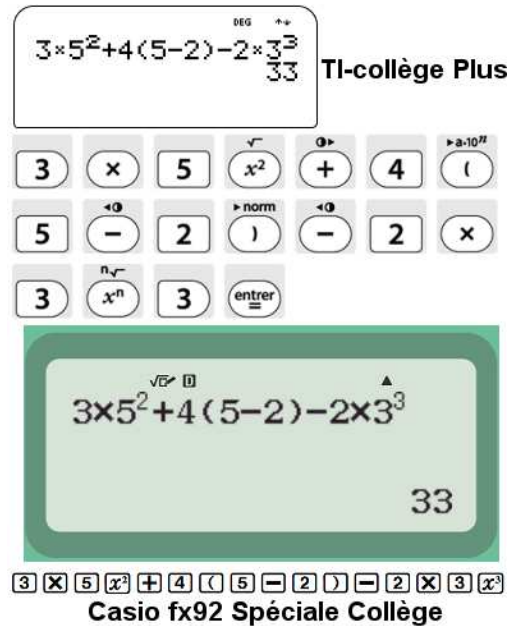 DEG
3×5²+4(5-2)-2×3³
33
TI-collège Plus
√ ◑▸ ▸a·10ⁿ
3 × 5 x² + 4 (
◂◑ ▸norm ◂◑
5 − 2 ) − 2 ×
n√
3 xⁿ 3 entrer =
√ D ▲
3×5²+4(5-2)-2×3³
33
3 × 5 x² + 4 ( 5 − 2 ) − 2 × 3 x³
Casio fx92 Spéciale Collège